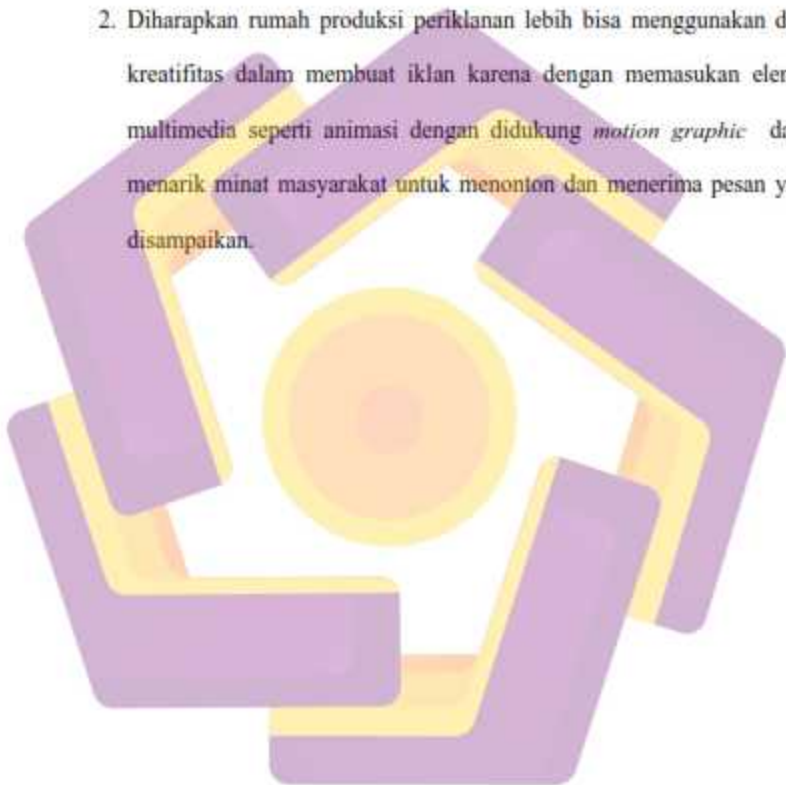 2. Diharapkan rumah produksi periklanan lebih bisa menggunakan
kreatifitas dalam membuat iklan karena dengan memasukan
multimedia seperti animasi dengan didukung motion graphic
menarik minat masyarakat untuk menonton dan menerima pesan
disampaikan.